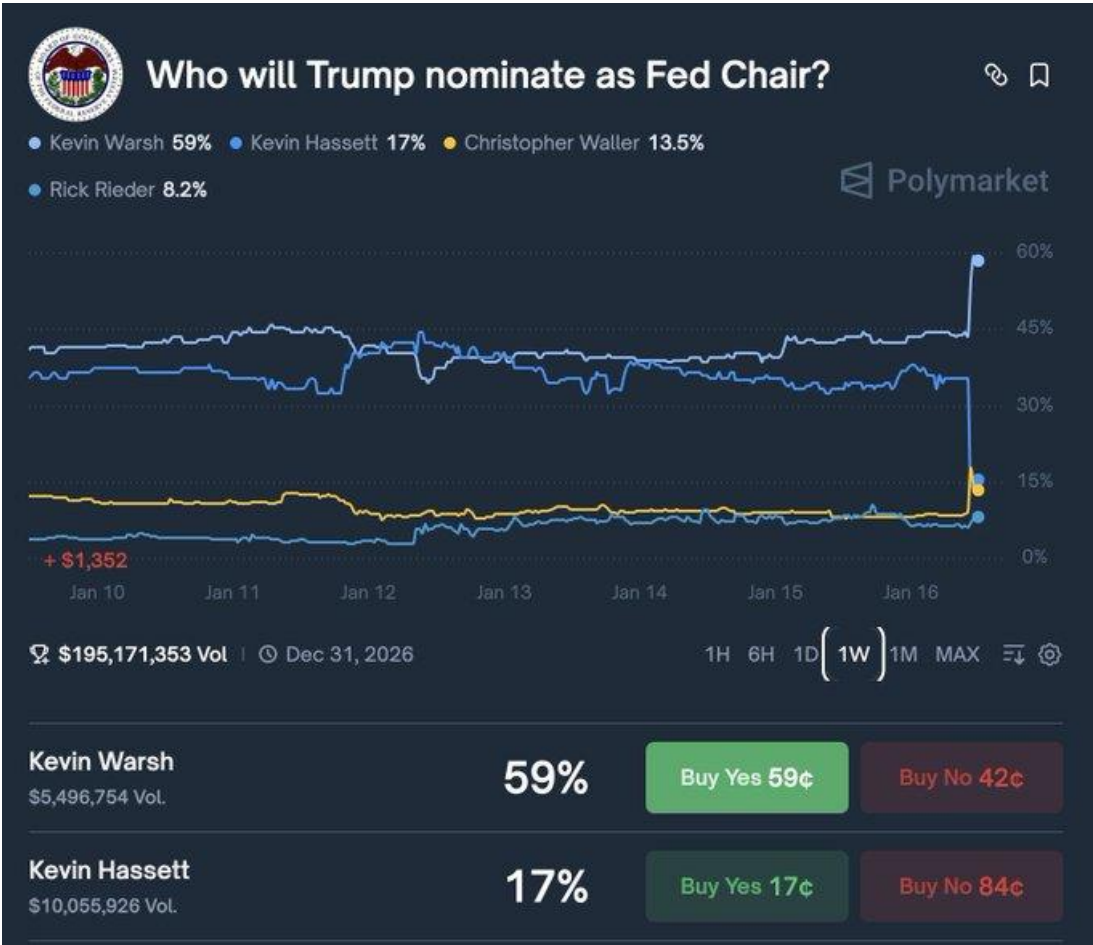 Who will Trump nominate as Fed Chair?
Kevin Warsh 59% Kevin Hassett 17% Christopher Waller 13.5%
Rick Rieder 8.2%
Polymarket
60%
45%
30%
15%
0%
+ $1,352
Jan 10 Jan 11 Jan 12 Jan 13 Jan 14 Jan 15 Jan 16
$195,171,353 Vol Dec 31, 2026 1H 6H 1D 1W 1M MAX
Kevin Warsh 59% Buy Yes 59¢ Buy No 42¢
$5,496,754 Vol.
Kevin Hassett 17% Buy Yes 17¢ Buy No 84¢
$10,055,926 Vol.